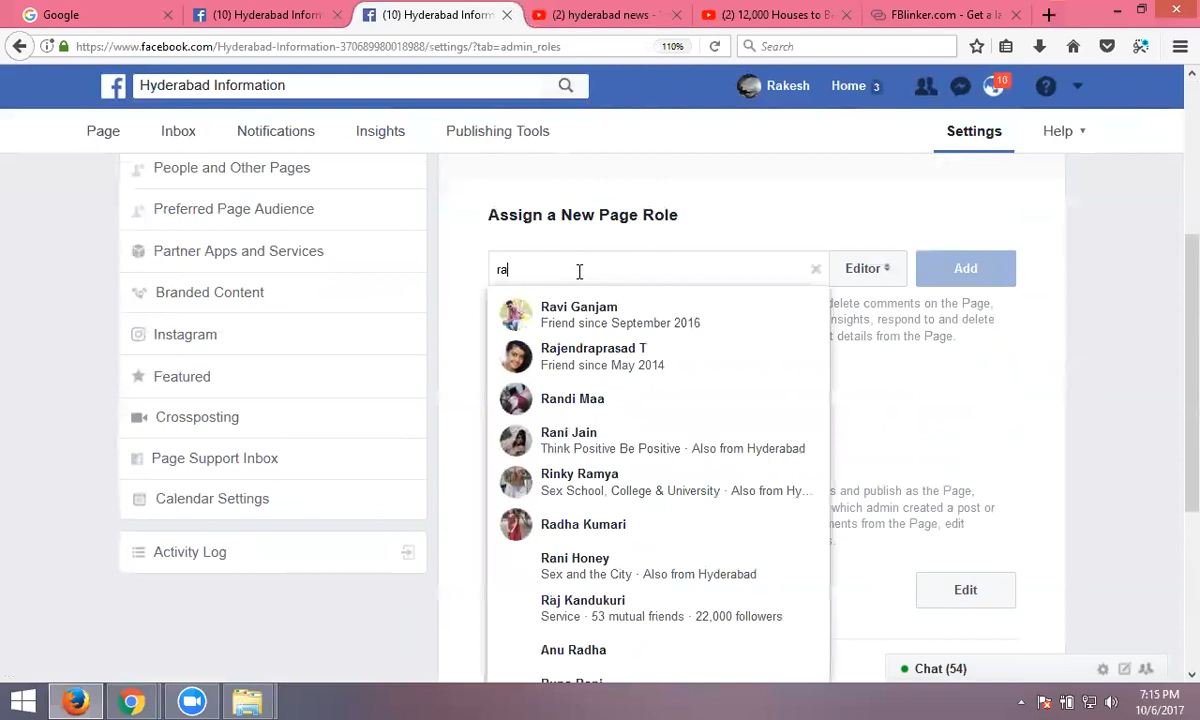 Google
(10) Hyderabad Inform
(10) Hyderabad Inform
(2) hyderabad news -
(2) 12,000 Houses to B
FBlinker.com - Get a la
https://www.facebook.com/Hyderabad-Information-370689980018988/settings/?tab=admin_roles
110%
Search
Hyderabad Information
Rakesh
Home 3
10
Page
Inbox
Notifications
Insights
Publishing Tools
Settings
Help
People and Other Pages
Preferred Page Audience
Partner Apps and Services
Branded Content
Instagram
Featured
Crossposting
Page Support Inbox
Calendar Settings
Activity Log
Assign a New Page Role
ra
Editor
Add
Ravi Ganjam
Friend since September 2016
Rajendraprasad T
Friend since May 2014
Randi Maa
Rani Jain
Think Positive Be Positive · Also from Hyderabad
Rinky Ramya
Sex School, College & University · Also from Hy...
Radha Kumari
Rani Honey
Sex and the City · Also from Hyderabad
Raj Kandukuri
Service · 53 mutual friends · 22,000 followers
Anu Radha
delete comments on the Page,
nsights, respond to and delete
t details from the Page.
s and publish as the Page,
which admin created a post or
ments from the Page, edit
Edit
Chat (54)
7:15 PM
10/6/2017